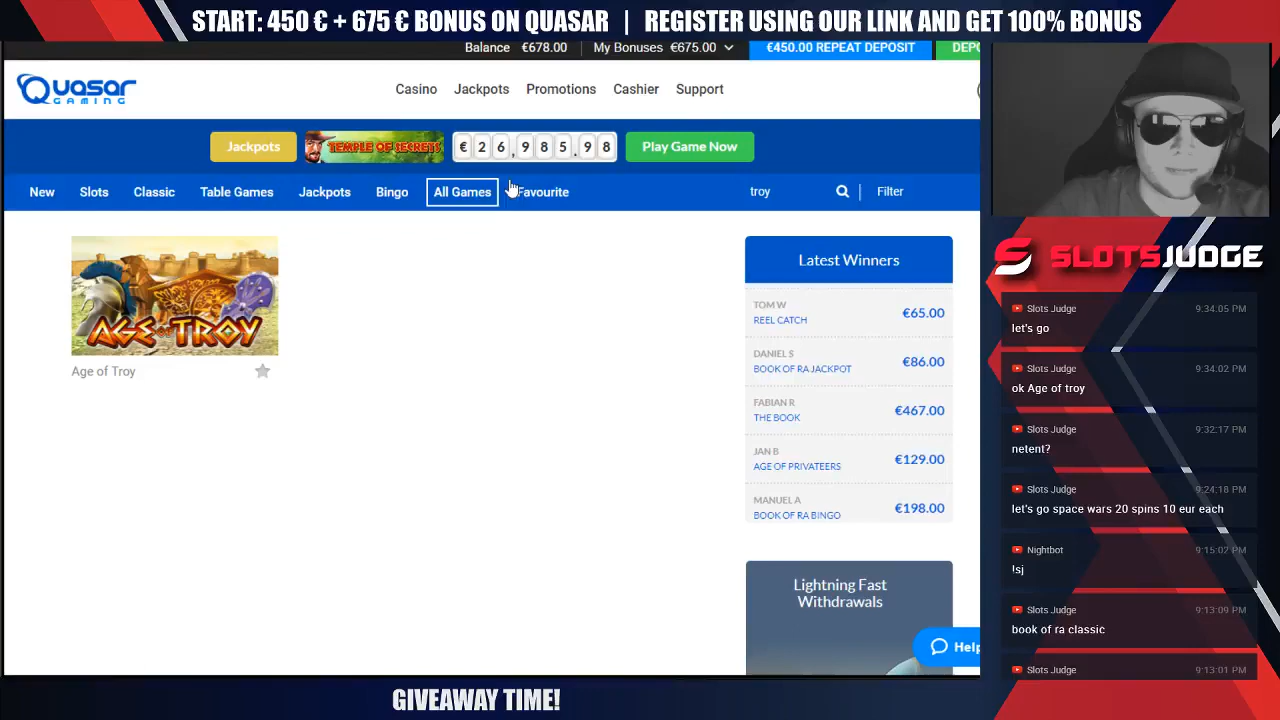 START: 450 € + 675 € BONUS ON QUASAR | REGISTER USING OUR LINK AND GET 100% BONUS
Balance €678.00 My Bonuses €675.00 €450.00 REPEAT DEPOSIT
Quasar
GAMING
Casino Jackpots Promotions Cashier Support
Jackpots TEMPLE OF SECRETS €26,985.98 Play Game Now
New Slots Classic Table Games Jackpots Bingo All Games Favourite troy Filter
AGE OF TROY
Age of Troy
Latest Winners
TOM W
REEL CATCH €65.00
DANIEL S
BOOK OF RA JACKPOT €86.00
FABIAN R
THE BOOK €467.00
JAN B
AGE OF PRIVATEERS €129.00
MANUEL A
BOOK OF RA BINGO €198.00
Lightning Fast
Withdrawals
Help
SLOTSJUDGE
Slots Judge 9:34:05 PM
let's go
Slots Judge 9:34:02 PM
ok Age of troy
Slots Judge 9:32:17 PM
netent?
Slots Judge 9:24:18 PM
let's go space wars 20 spins 10 eur each
Nightbot 9:15:02 PM
!sj
Slots Judge 9:13:09 PM
book of ra classic
Slots Judge 9:13:01 PM
GIVEAWAY TIME!